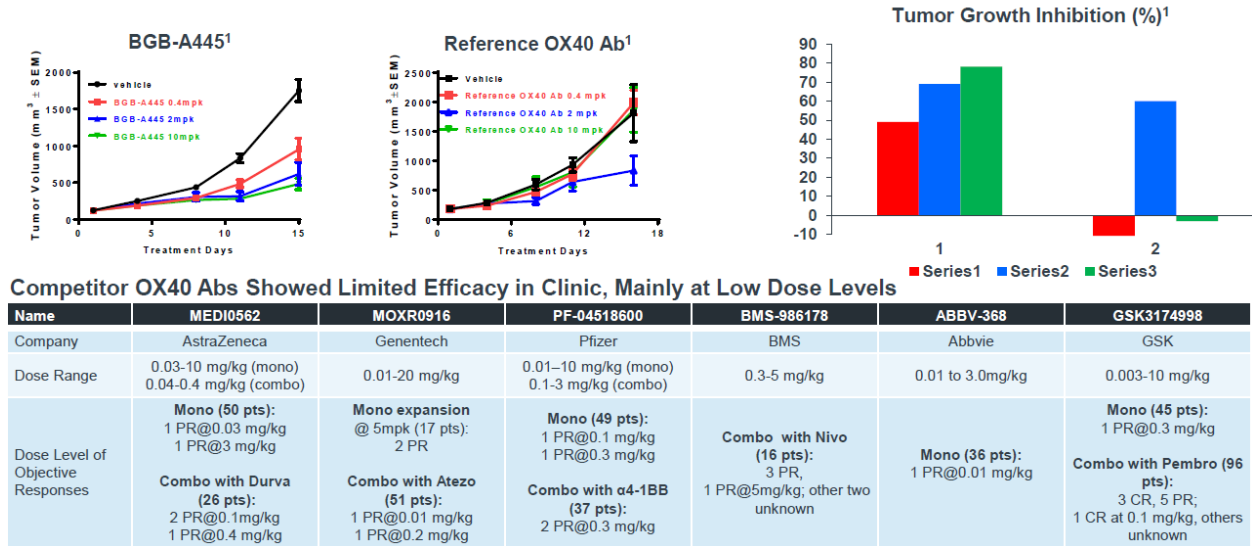 BGB-A445¹
Tumor Volume (mm³ ± SEM)
2000
1500
1000
500
0
vehicle
BGB-A445 0.4mpk
BGB-A445 2mpk
BGB-A445 10mpk
0 5 10 15
Treatment Days
Reference OX40 Ab¹
Tumor Volume (mm³±SEM)
2500
2000
1500
1000
500
0
Vehicle
Reference OX40 Ab 0.4 mpk
Reference OX40 Ab 2 mpk
Reference OX40 Ab 10 mpk
0 6 12 18
Treatment Days
Tumor Growth Inhibition (%)¹
90
80
70
60
50
40
30
20
10
0
-10
1 2
Series1 Series2 Series3
Competitor OX40 Abs Showed Limited Efficacy in Clinic, Mainly at Low Dose Levels
Name MEDI0562 MOXR0916 PF-04518600 BMS-986178 ABBV-368 GSK3174998
Company AstraZeneca Genentech Pfizer BMS Abbvie GSK
Dose Range
0.03-10 mg/kg (mono)
0.04-0.4 mg/kg (combo)
0.01-20 mg/kg
0.01–10 mg/kg (mono)
0.1-3 mg/kg (combo)
0.3-5 mg/kg
0.01 to 3.0mg/kg
0.003-10 mg/kg
Dose Level of
Objective
Responses
Mono (50 pts):
1 PR@0.03 mg/kg
1 PR@3 mg/kg
Combo with Durva
(26 pts):
2 PR@0.1mg/kg
1 PR@0.4 mg/kg
Mono expansion
@ 5mpk (17 pts):
2 PR
Combo with Atezo
(51 pts):
1 PR@0.01 mg/kg
1 PR@0.2 mg/kg
Mono (49 pts):
1 PR@0.1 mg/kg
1 PR@0.3 mg/kg
Combo with α4-1BB
(37 pts):
2 PR@0.3 mg/kg
Combo with Nivo
(16 pts):
3 PR,
1 PR@5mg/kg; other two
unknown
Mono (36 pts):
1 PR@0.01 mg/kg
Mono (45 pts):
1 PR@0.3 mg/kg
Combo with Pembro (96
pts):
3 CR, 5 PR;
1 CR at 0.1 mg/kg, others
unknown